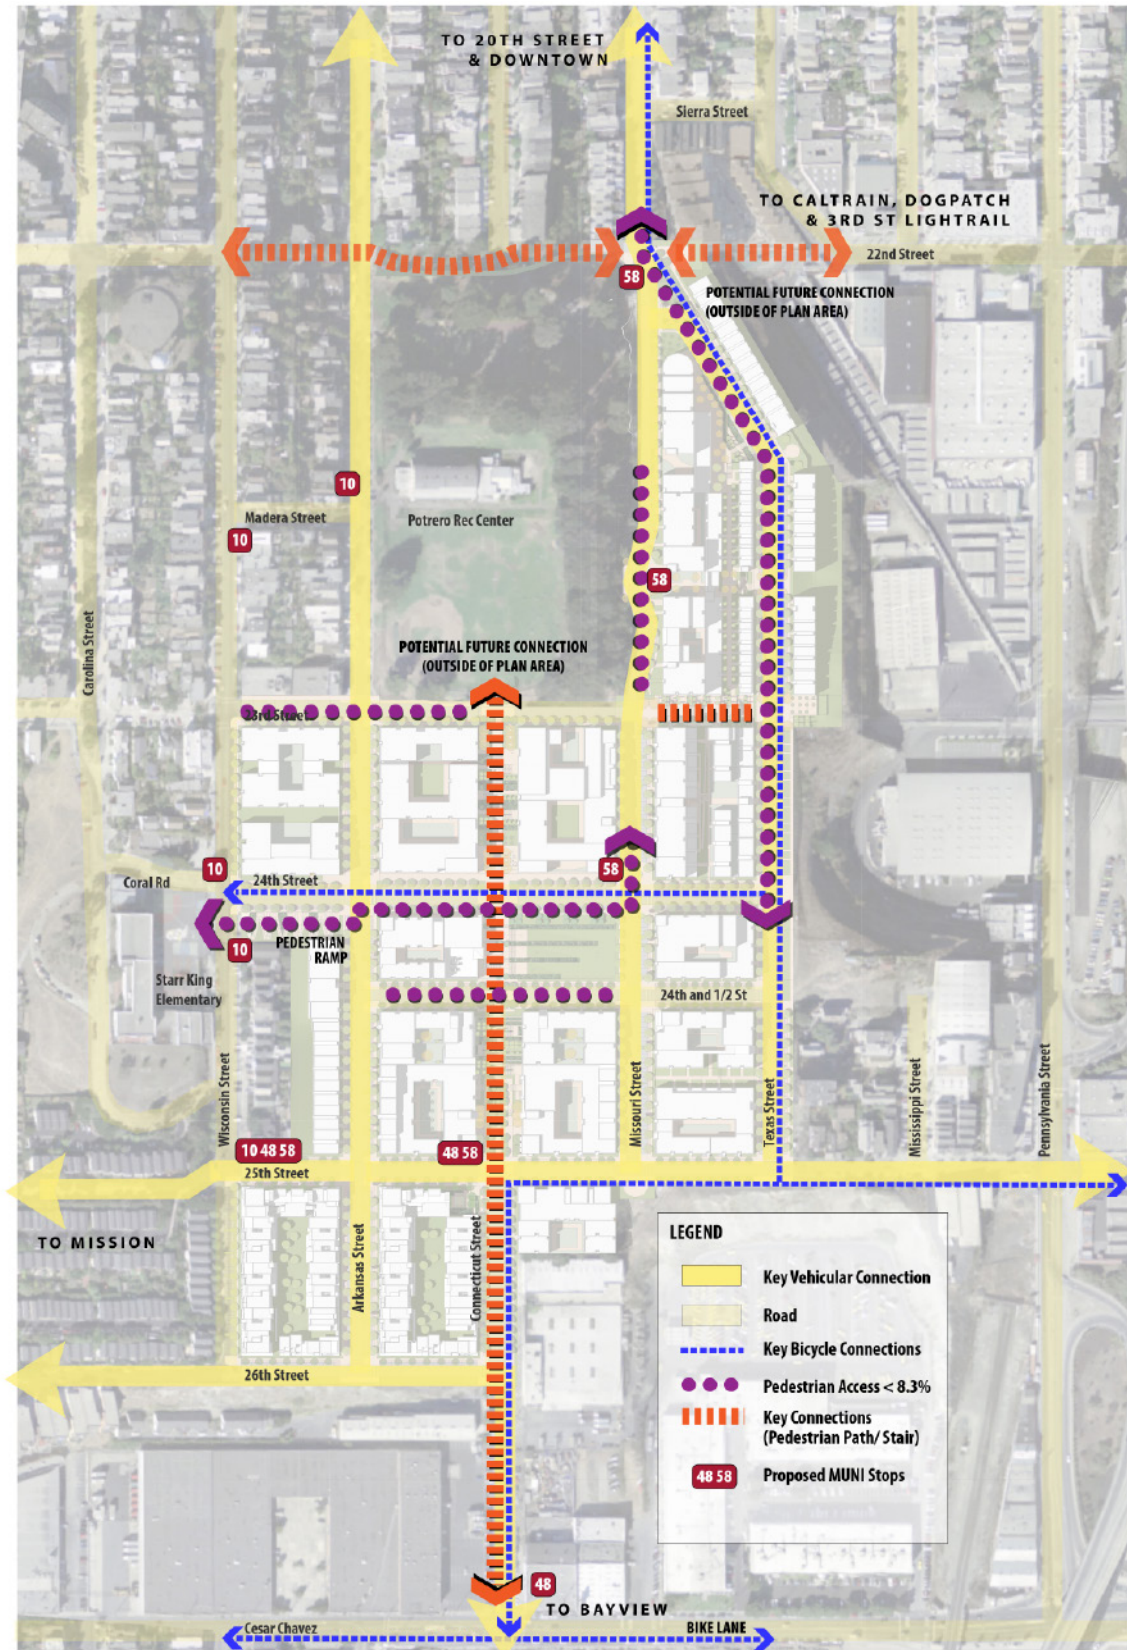 TO 20TH STREET
& DOWNTOWN
Sierra Street
TO CALTRAIN, DOGPATCH
& 3RD ST LIGHTRAIL
22nd Street
58
POTENTIAL FUTURE CONNECTION
(OUTSIDE OF PLAN AREA)
10
Madera Street
Potrero Rec Center
10
58
Carolina Street
POTENTIAL FUTURE CONNECTION
(OUTSIDE OF PLAN AREA)
23rd Street
10
58
Coral Rd
24th Street
10
PEDESTRIAN
RAMP
Starr King
Elementary
24th and 1/2 St
Wisconsin Street
Missouri Street
Texas Street
Mississippi Street
Pennsylvania Street
10 48 58
48 58
25th Street
TO MISSION
Arkansas Street
Connecticut Street
LEGEND
Key Vehicular Connection
Road
Key Bicycle Connections
Pedestrian Access < 8.3%
Key Connections
(Pedestrian Path/ Stair)
48 58 Proposed MUNI Stops
26th Street
48
TO BAYVIEW
Cesar Chavez
BIKE LANE